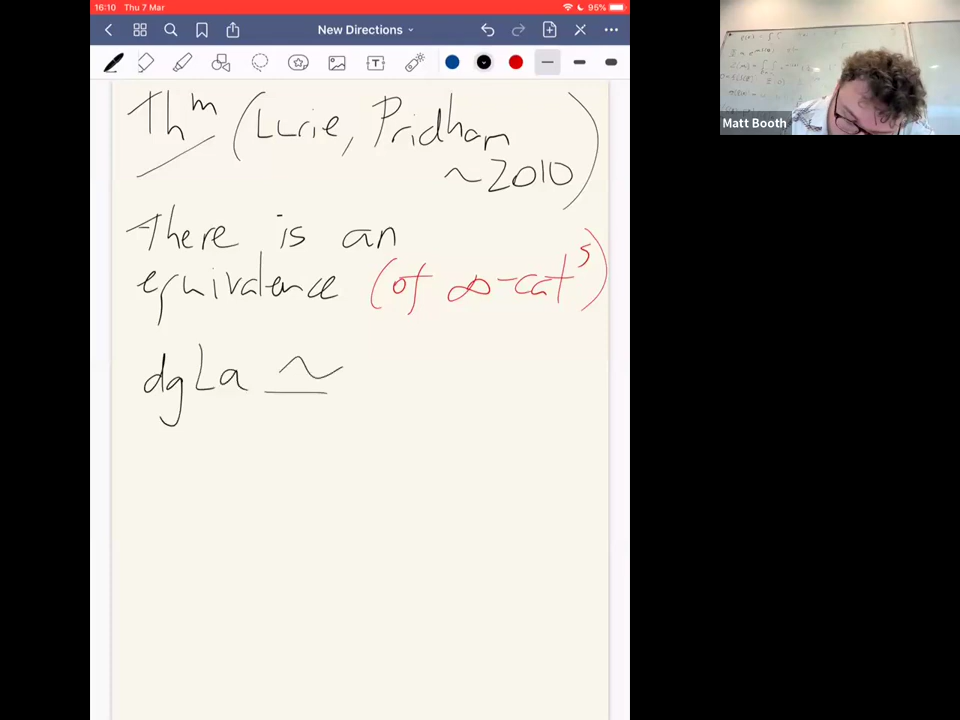 16:10 Thu 7 Mar
95%
New Directions
Thm (Lurie, Pridham
~2010)
There is an
equivalence (of ∞-cats)
dgLa ≃
Matt Booth